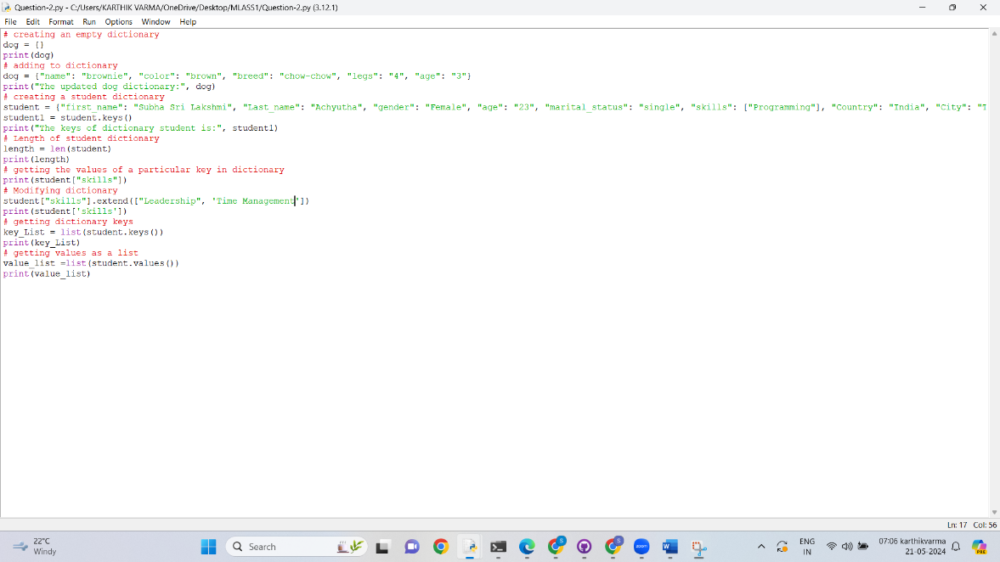 Question-2.py - C:/Users/KARTHIK VARMA/OneDrive/Desktop/MLASS1/Question-2.py (3.12.1)
File Edit Format Run Options Window Help
# creating an empty dictionary
dog = {}
print(dog)
# adding to dictionary
dog = {"name": "brownie", "color": "brown", "breed": "chow-chow", "legs": "4", "age": "3"}
print("The updated dog dictionary:", dog)
# creating a student dictionary
student = {"first_name": "Subha Sri Lakshmi", "Last_name": "Achyutha", "gender": "Female", "age": "23", "marital_status": "single", "skills": ["Programming"], "Country": "India", "City": "T
student1 = student.keys()
print("The keys of dictionary student is:", student1)
# Length of student dictionary
length = len(student)
print(length)
# getting the values of a particular key in dictionary
print(student["skills"])
# Modifying dictionary
student["skills"].extend(["Leadership", 'Time Management'])
print(student['skills'])
# getting dictionary keys
key_List = list(student.keys())
print(key_List)
# getting values as a list
value_list =list(student.values())
print(value_list)
Ln: 17 Col: 56
22°C
Windy
Search
ENG
IN
07:06 karthikvarma
21-05-2024
S
S
zoom
W
PRE